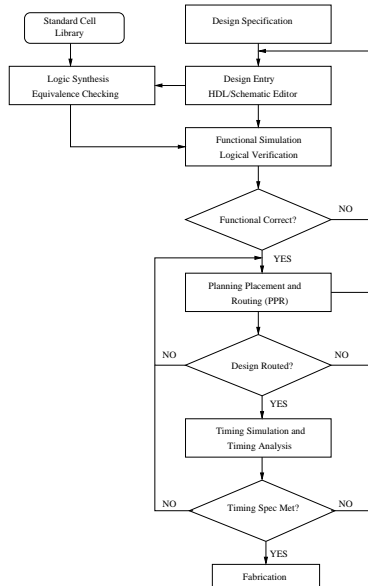 Standard Cell
Library
Design Specification
Logic Synthesis
Equivalence Checking
Design Entry
HDL/Schematic Editor
Functional Simulation
Logical Verification
Functional Correct?
NO
YES
Planning Placement and
Routing (PPR)
NO
Design Routed?
NO
YES
Timing Simulation and
Timing Analysis
NO
Timing Spec Met?
NO
YES
Fabrication